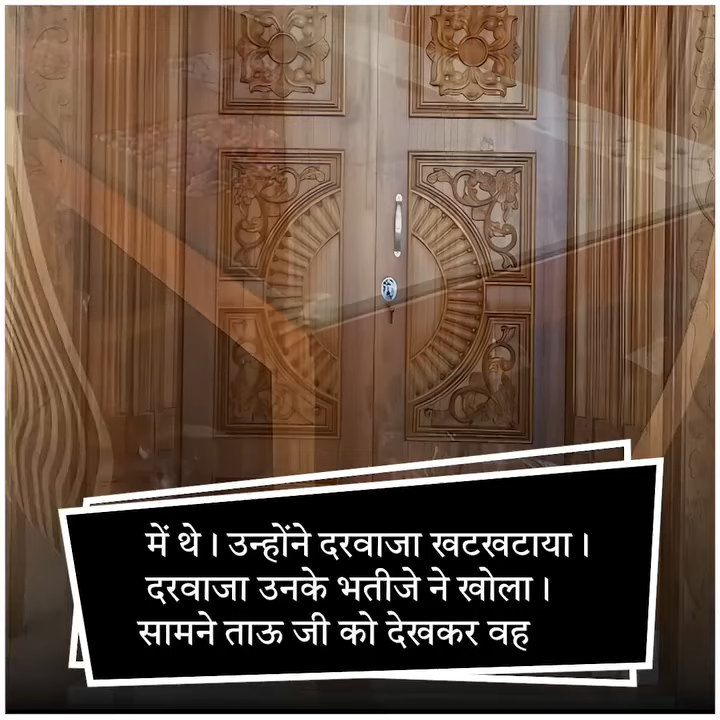 में थे। उन्होंने दरवाजा खटखटाया।
दरवाजा उनके भतीजे ने खोला।
सामने ताऊ जी को देखकर वह